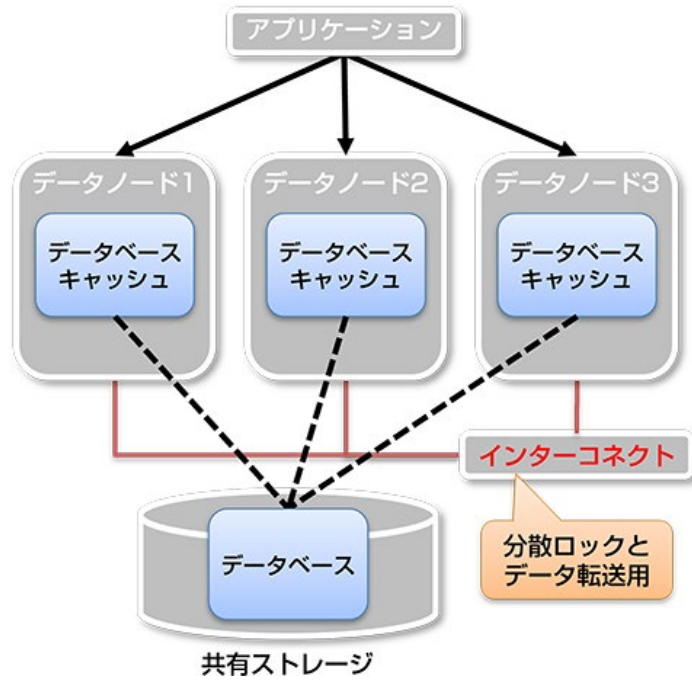 アプリケーション
データノード1
データノード2
データノード3
データベース
キャッシュ
データベース
キャッシュ
データベース
キャッシュ
インターコネクト
分散ロックと
データ転送用
データベース
共有ストレージ